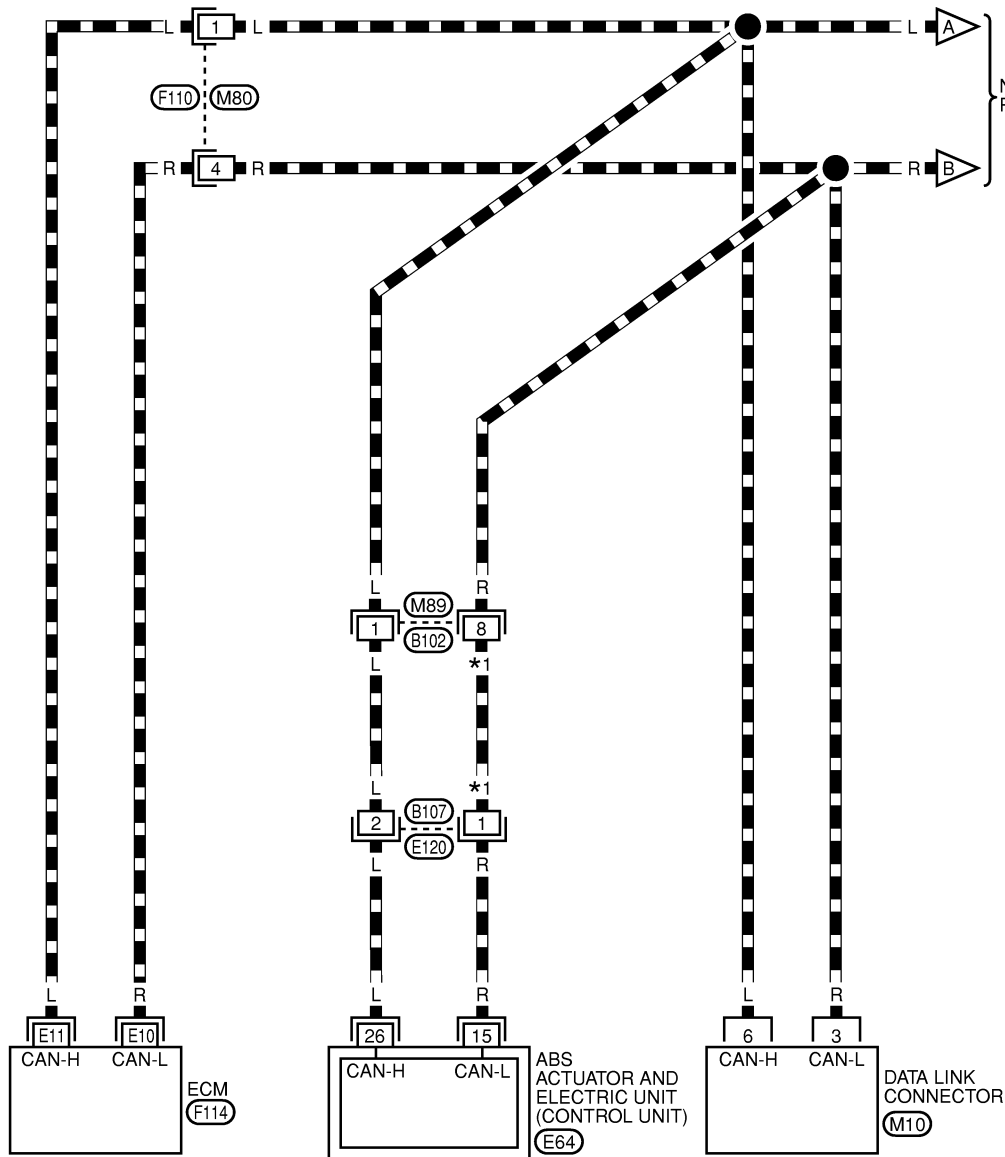 L 1 L L A
F110 M80
N
R 4 R R B
L R
M89
1 8
B102
L *1
L *1
B107
2 1
E120
L R
L R L R L R
E11 E10 26 15 6 3
CAN-H CAN-L CAN-H CAN-L CAN-H CAN-L
ECM
F114
ABS
ACTUATOR AND
ELECTRIC UNIT
(CONTROL UNIT)
E64
DATA LINK
CONNECTOR
M10